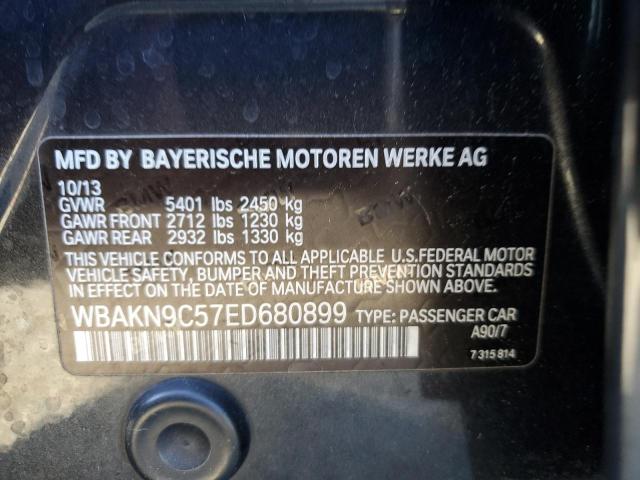 MFD BY BAYERISCHE MOTOREN WERKE AG
10/13
GVWR 5401 lbs 2450 kg
GAWR FRONT 2712 lbs 1230 kg
GAWR REAR 2932 lbs 1330 kg
THIS VEHICLE CONFORMS TO ALL APPLICABLE U.S.FEDERAL MOTOR
VEHICLE SAFETY, BUMPER AND THEFT PREVENTION STANDARDS
IN EFFECT ON THE DATE OF MANUFACTURE SHOWN ABOVE.
WBAKN9C57ED680899 TYPE: PASSENGER CAR
A90/7
7 315 814